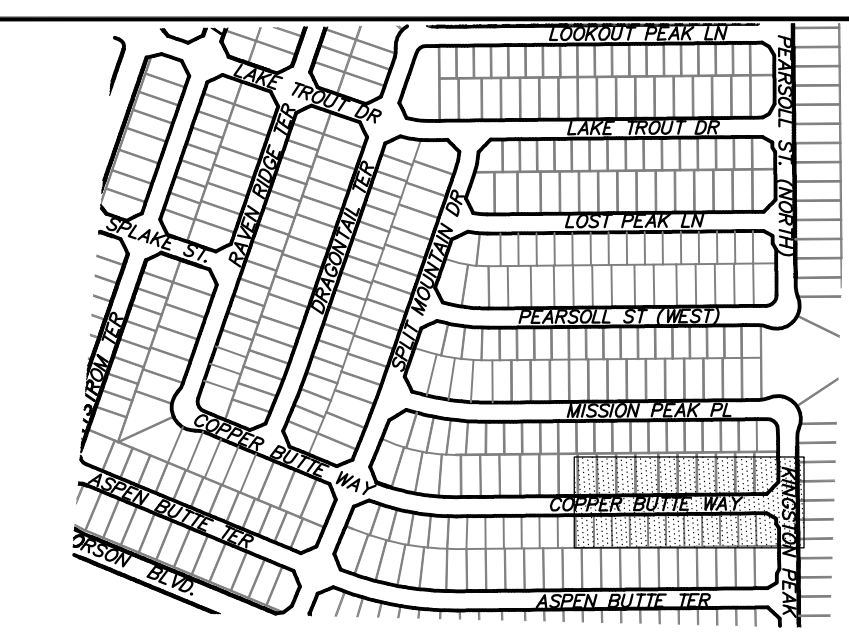 LOOKOUT PEAK LN
PEARSOLL ST. (NORTH)
LAKE TROUT DR
LAKE TROUT DR
RAVEN RIDGE TER
DRAGONTAIL TER
SPLIT MOUNTAIN DR
LOST PEAK LN
SPLAKE ST.
PEARSOLL ST (WEST)
STROM TER
MISSION PEAK PL
COPPER BUTTE WAY
COPPER BUTTE WAY
KINGSTON PEAK
ASPEN BUTTE TER
ORSON BLVD.
ASPEN BUTTE TER